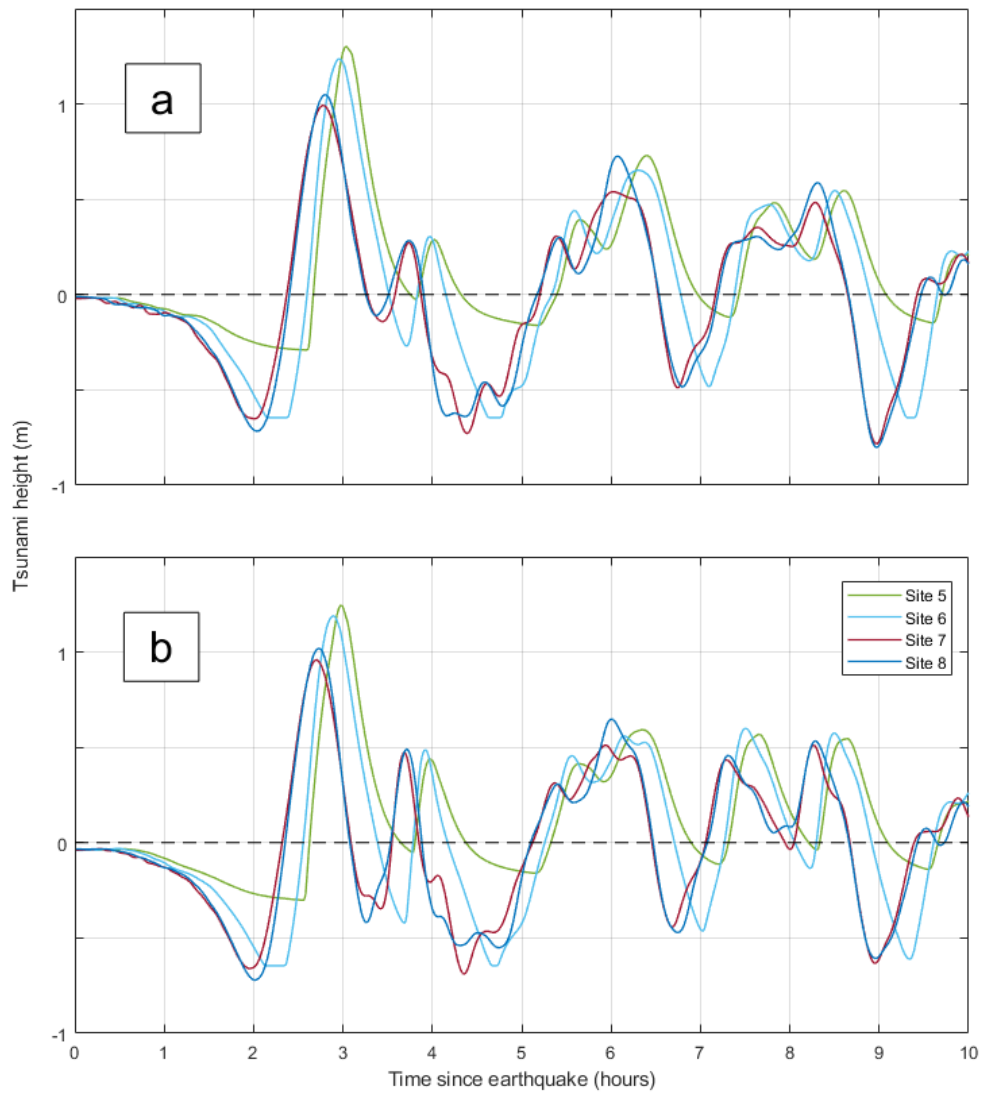 a
1
0
-1
Tsunami height (m)
b
Site 5
Site 6
Site 7
Site 8
1
0
-1
0 1 2 3 4 5 6 7 8 9 10
Time since earthquake (hours)